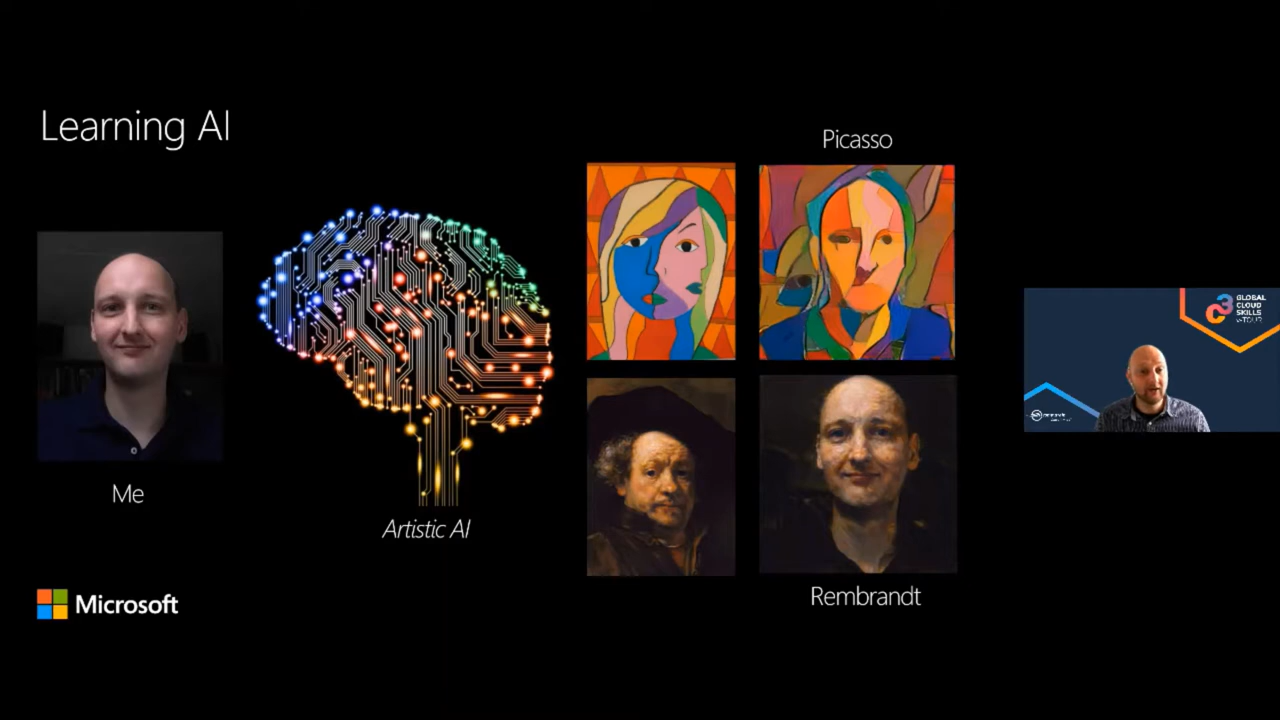 Learning AI
Picasso
Me
Artistic AI
Rembrandt
Microsoft
GLOBAL
CLOUD
SKILLS